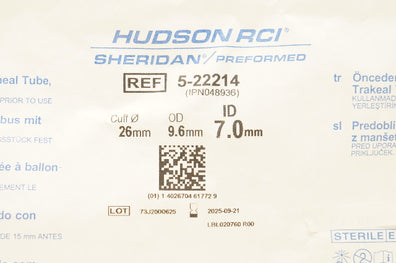 HUDSON RCI®
SHERIDAN®/PREFORMED
REF 5-22214
(IPN048936)
Cuff Ø OD ID
26mm 9.6mm 7.0mm
(01) 1 4026704 61772 9
LOT 73J2000625 2025-09-21
LBL020760 R00
eal Tube,
PRIOR TO USE
bus mit
SSTÜCK FEST
ée à ballon
EMENT LE
do con
DE 15 mm ANTES
tr Önceden
Trakeal T
KULLANMAD
YERLEŞTİRİN
sl Predobli
z manšet
PRED UPORA
PRIKLJUČEK.
STERILE E